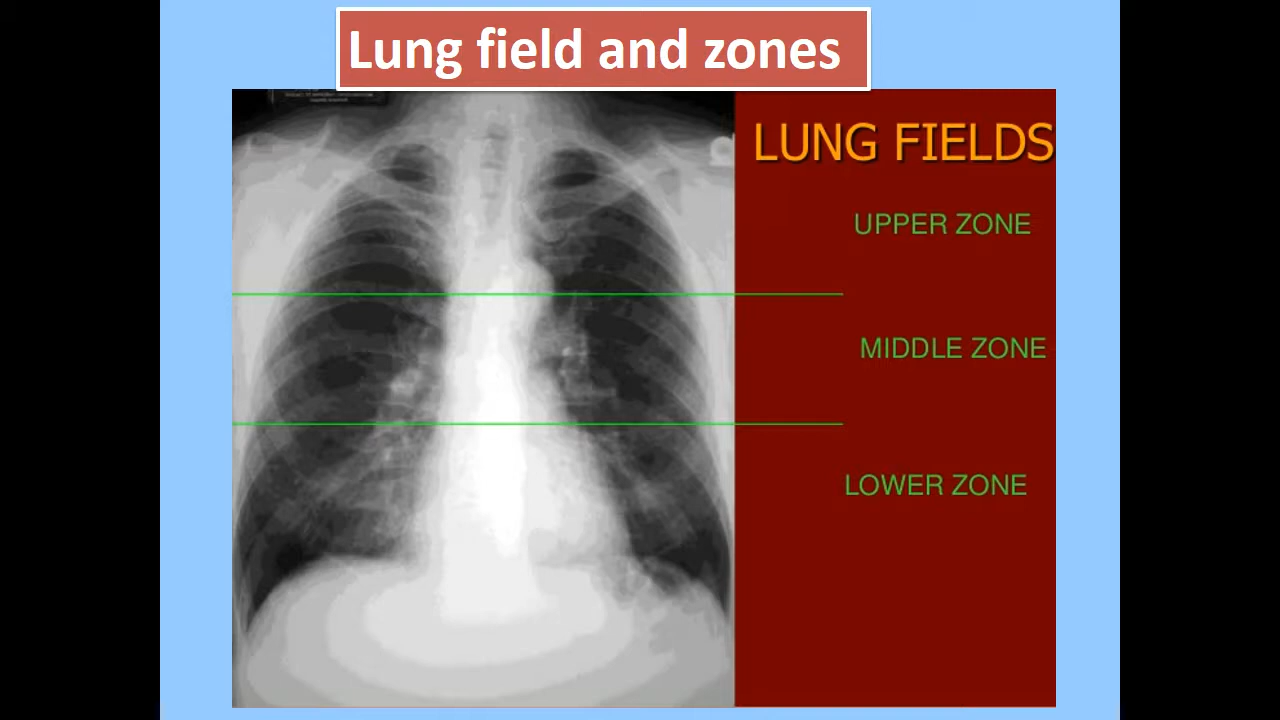 Lung field and zones
LUNG FIELDS
UPPER ZONE
MIDDLE ZONE
LOWER ZONE